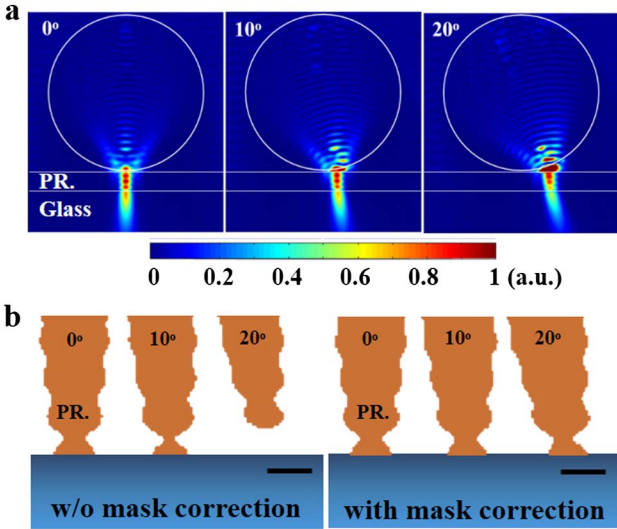 a
0° 10° 20°
PR.
Glass
0 0.2 0.4 0.6 0.8 1 (a.u.)
b
0° 10° 20° 0° 10° 20°
PR. PR.
w/o mask correction with mask correction